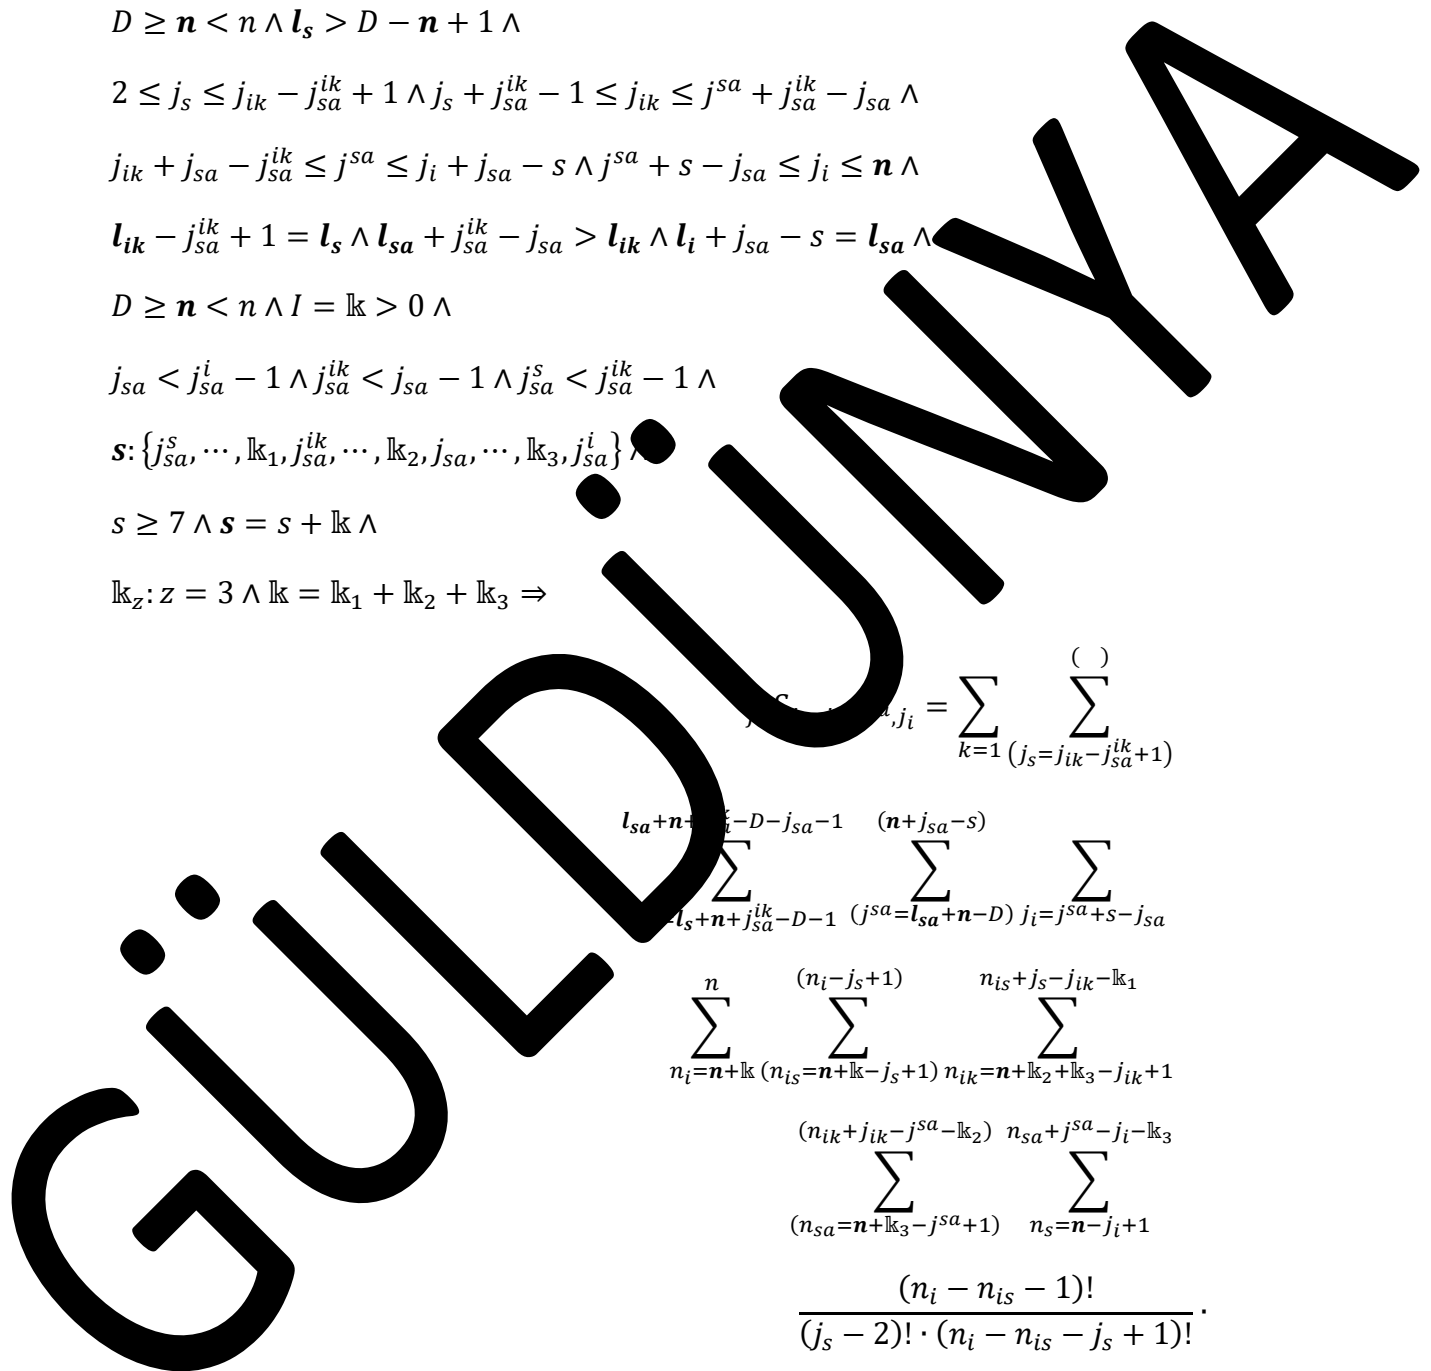 D ≥ n < n ∧ l_s > D − n + 1 ∧
2 ≤ j_s ≤ j_{ik} − j_{sa}^{ik} + 1 ∧ j_s + j_{sa}^{ik} − 1 ≤ j_{ik} ≤ j^{sa} + j_{sa}^{ik} − j_{sa} ∧
j_{ik} + j_{sa} − j_{sa}^{ik} ≤ j^{sa} ≤ j_i + j_{sa} − s ∧ j^{sa} + s − j_{sa} ≤ j_i ≤ n ∧
l_{ik} − j_{sa}^{ik} + 1 = l_s ∧ l_{sa} + j_{sa}^{ik} − j_{sa} > l_{ik} ∧ l_i + j_{sa} − s = l_{sa} ∧
D ≥ n < n ∧ I = 𝕜 > 0 ∧
j_{sa} < j_{sa}^{i} − 1 ∧ j_{sa}^{ik} < j_{sa} − 1 ∧ j_{sa}^{s} < j_{sa}^{ik} − 1 ∧
s: {j_{sa}^{s}, ⋯, 𝕜_1, j_{sa}^{ik}, ⋯, 𝕜_2, j_{sa}, ⋯, 𝕜_3, j_{sa}^{i}} ∧
s ≥ 7 ∧ s = s + 𝕜 ∧
𝕜_z: z = 3 ∧ 𝕜 = 𝕜_1 + 𝕜_2 + 𝕜_3 ⇒
,j_i = ∑_{k=1} ∑_{(j_s=j_{ik}−j_{sa}^{ik}+1)}^{( )}
∑_{l_s+n+j_{sa}^{ik}−D−1}^{l_{sa}+n+ −D−j_{sa}−1} ∑_{(j^{sa}=l_{sa}+n−D)}^{(n+j_{sa}−s)} ∑_{j_i=j^{sa}+s−j_{sa}}
∑_{n_i=n+𝕜}^{n} ∑_{(n_{is}=n+𝕜−j_s+1)}^{(n_i−j_s+1)} ∑_{n_{ik}=n+𝕜_2+𝕜_3−j_{ik}+1}^{n_{is}+j_s−j_{ik}−𝕜_1}
∑_{(n_{sa}=n+𝕜_3−j^{sa}+1)}^{(n_{ik}+j_{ik}−j^{sa}−𝕜_2)} ∑_{n_s=n−j_i+1}^{n_{sa}+j^{sa}−j_i−𝕜_3}
(n_i − n_{is} − 1)!
(j_s − 2)! · (n_i − n_{is} − j_s + 1)! ·
GÜLDÜNYA